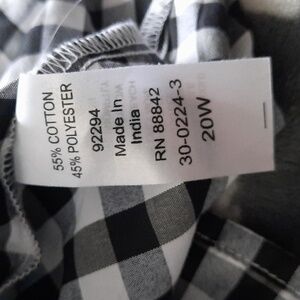 55% COTTON
45% POLYESTER
92294
Made In
India
RN 88842
30-0224-3
20W